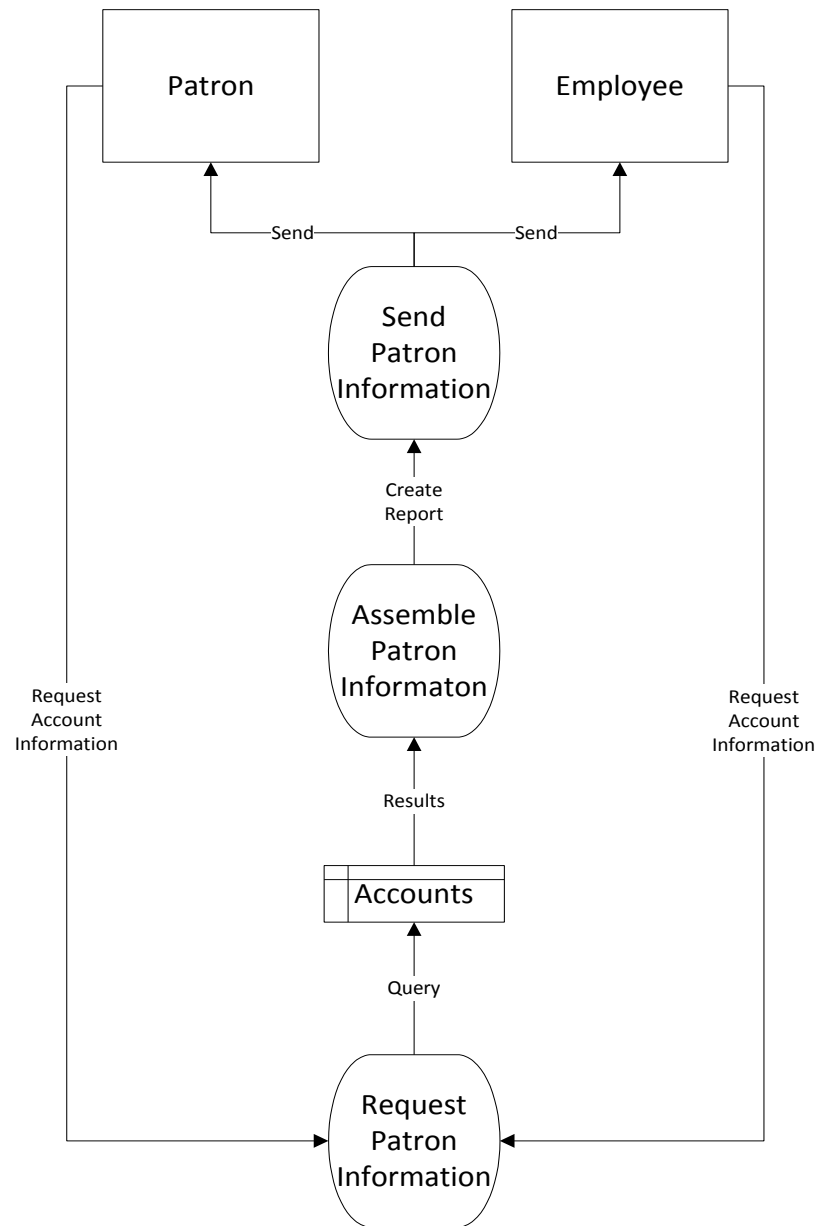 Patron
Employee
Send
Send
Send
Patron
Information
Create
Report
Assemble
Patron
Informaton
Request
Account
Information
Request
Account
Information
Results
Accounts
Query
Request
Patron
Information